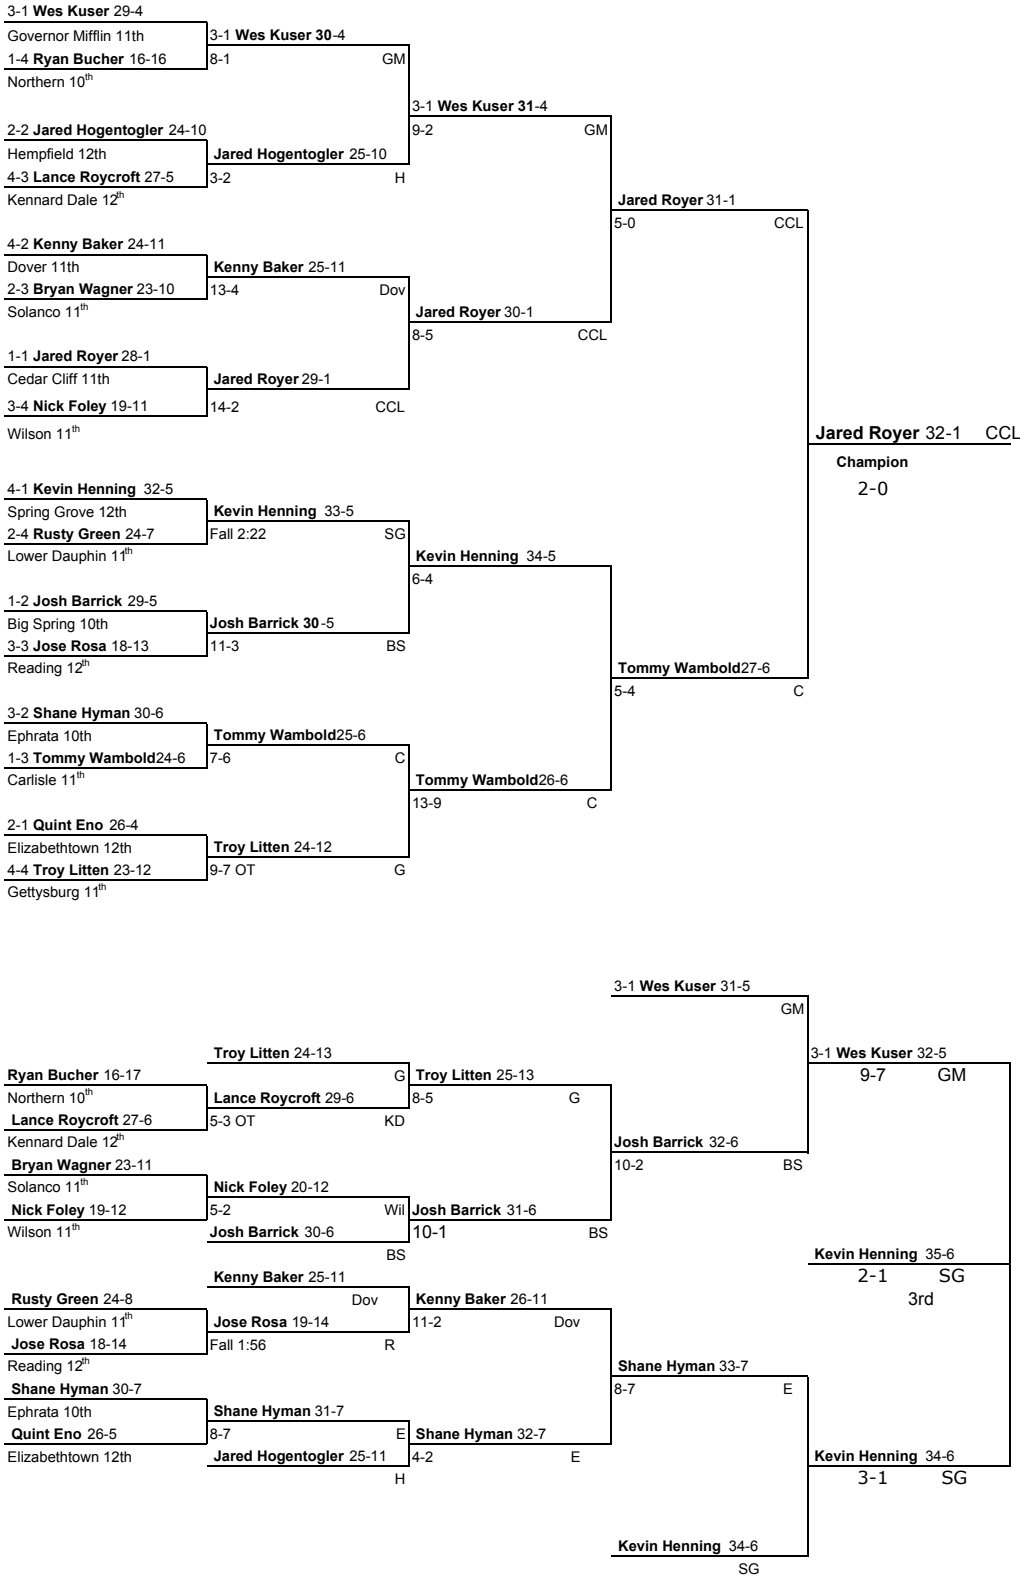 3-1 Wes Kuser 29-4
Governor Mifflin 11th
3-1 Wes Kuser 30-4
1-4 Ryan Bucher 16-16
8-1 GM
Northern 10th
3-1 Wes Kuser 31-4
2-2 Jared Hogentogler 24-10
9-2 GM
Hempfield 12th
Jared Hogentogler 25-10
4-3 Lance Roycroft 27-5
3-2 H
Kennard Dale 12th
Jared Royer 31-1
5-0 CCL
4-2 Kenny Baker 24-11
Dover 11th
Kenny Baker 25-11
2-3 Bryan Wagner 23-10
13-4 Dov
Solanco 11th
Jared Royer 30-1
8-5 CCL
1-1 Jared Royer 28-1
Cedar Cliff 11th
Jared Royer 29-1
3-4 Nick Foley 19-11
14-2 CCL
Wilson 11th
Jared Royer 32-1 CCL
Champion
2-0
4-1 Kevin Henning 32-5
Spring Grove 12th
Kevin Henning 33-5
2-4 Rusty Green 24-7
Fall 2:22 SG
Lower Dauphin 11th
Kevin Henning 34-5
6-4
1-2 Josh Barrick 29-5
Big Spring 10th
Josh Barrick 30-5
3-3 Jose Rosa 18-13
11-3 BS
Reading 12th
Tommy Wambold27-6
5-4 C
3-2 Shane Hyman 30-6
Ephrata 10th
Tommy Wambold25-6
1-3 Tommy Wambold24-6
7-6 C
Carlisle 11th
Tommy Wambold26-6
13-9 C
2-1 Quint Eno 26-4
Elizabethtown 12th
Troy Litten 24-12
4-4 Troy Litten 23-12
9-7 OT G
Gettysburg 11th
3-1 Wes Kuser 31-5
GM
Troy Litten 24-13
3-1 Wes Kuser 32-5
Ryan Bucher 16-17
G
Troy Litten 25-13
9-7 GM
Northern 10th
Lance Roycroft 29-6
8-5 G
Lance Roycroft 27-6
5-3 OT KD
Kennard Dale 12th
Josh Barrick 32-6
Bryan Wagner 23-11
10-2 BS
Solanco 11th
Nick Foley 20-12
Nick Foley 19-12
5-2 Wil
Josh Barrick 31-6
Wilson 11th
Josh Barrick 30-6
10-1 BS
BS
Kevin Henning 35-6
Kenny Baker 25-11
2-1 SG
Rusty Green 24-8
Dov
Kenny Baker 26-11
3rd
Lower Dauphin 11th
Jose Rosa 19-14
11-2 Dov
Jose Rosa 18-14
Fall 1:56 R
Reading 12th
Shane Hyman 33-7
Shane Hyman 30-7
8-7 E
Ephrata 10th
Shane Hyman 31-7
Quint Eno 26-5
8-7 E
Shane Hyman 32-7
Elizabethtown 12th
Jared Hogentogler 25-11
4-2 E
Kevin Henning 34-6
H
3-1 SG
Kevin Henning 34-6
SG